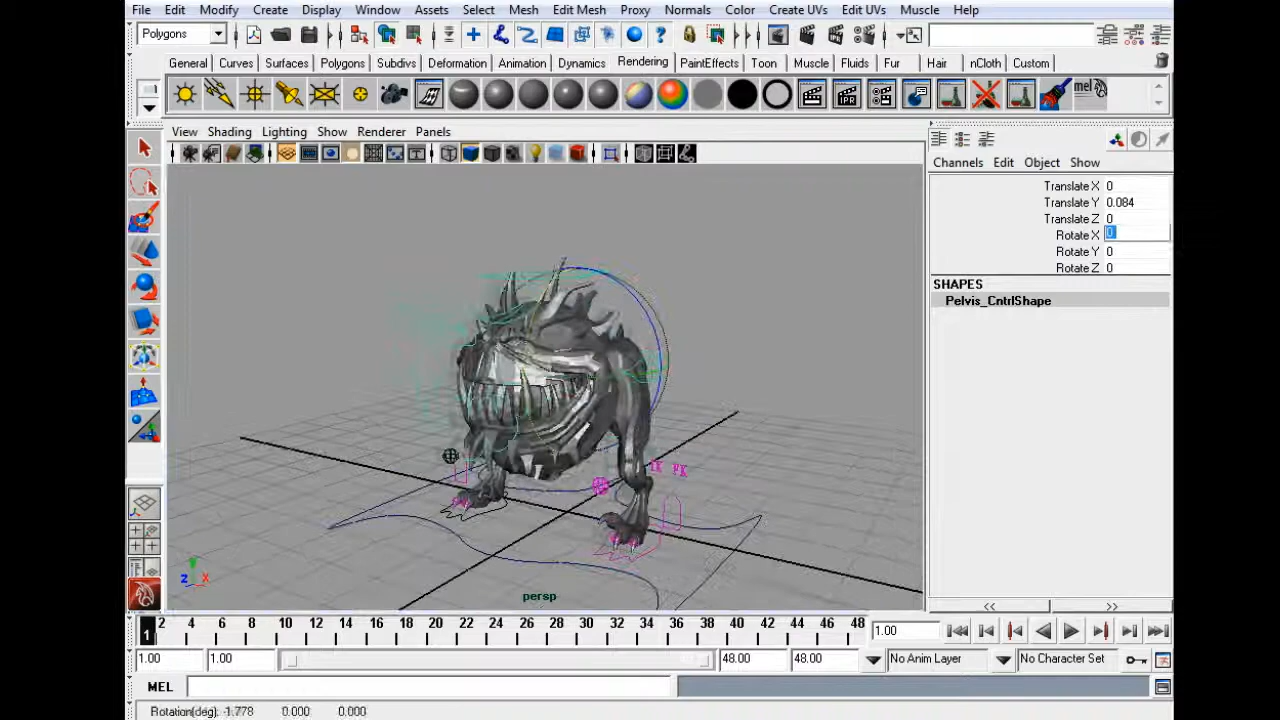 File Edit Modify Create Display Window Assets Select Mesh Edit Mesh Proxy Normals Color Create UVs Edit UVs Muscle Help
Polygons
General Curves Surfaces Polygons Subdivs Deformation Animation Dynamics Rendering PaintEffects Toon Muscle Fluids Fur Hair nCloth Custom
IPR mel
View Shading Lighting Show Renderer Panels
Channels Edit Object Show
Translate X 0
Translate Y 0.084
Translate Z 0
Rotate X 0
Rotate Y 0
Rotate Z 0
SHAPES
Pelvis_CntrlShape
IK FK
Y
Z X
persp
<< >>
1 2 4 6 8 10 12 14 16 18 20 22 24 26 28 30 32 34 36 38 40 42 44 46 48 1.00
1.00 1.00 48.00 48.00 No Anim Layer No Character Set
MEL
Rotation(deg): -1.778 0.000 0.000